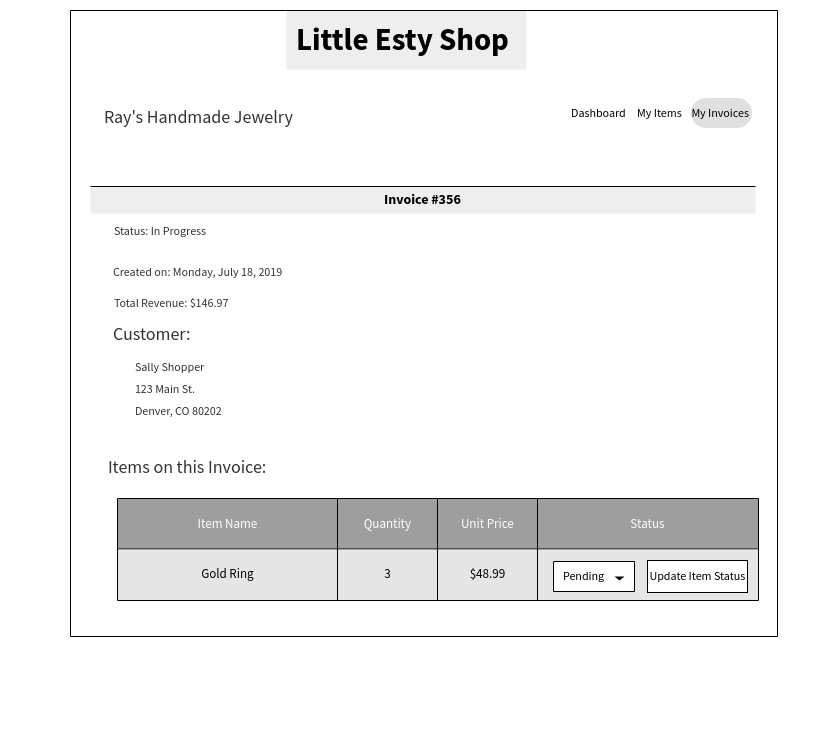 Little Esty Shop
Ray's Handmade Jewelry
Dashboard My Items My Invoices
Invoice #356
Status: In Progress
Created on: Monday, July 18, 2019
Total Revenue: $146.97
Customer:
Sally Shopper
123 Main St.
Denver, CO 80202
Items on this Invoice:
Item Name Quantity Unit Price Status
Gold Ring 3 $48.99 Pending Update Item Status